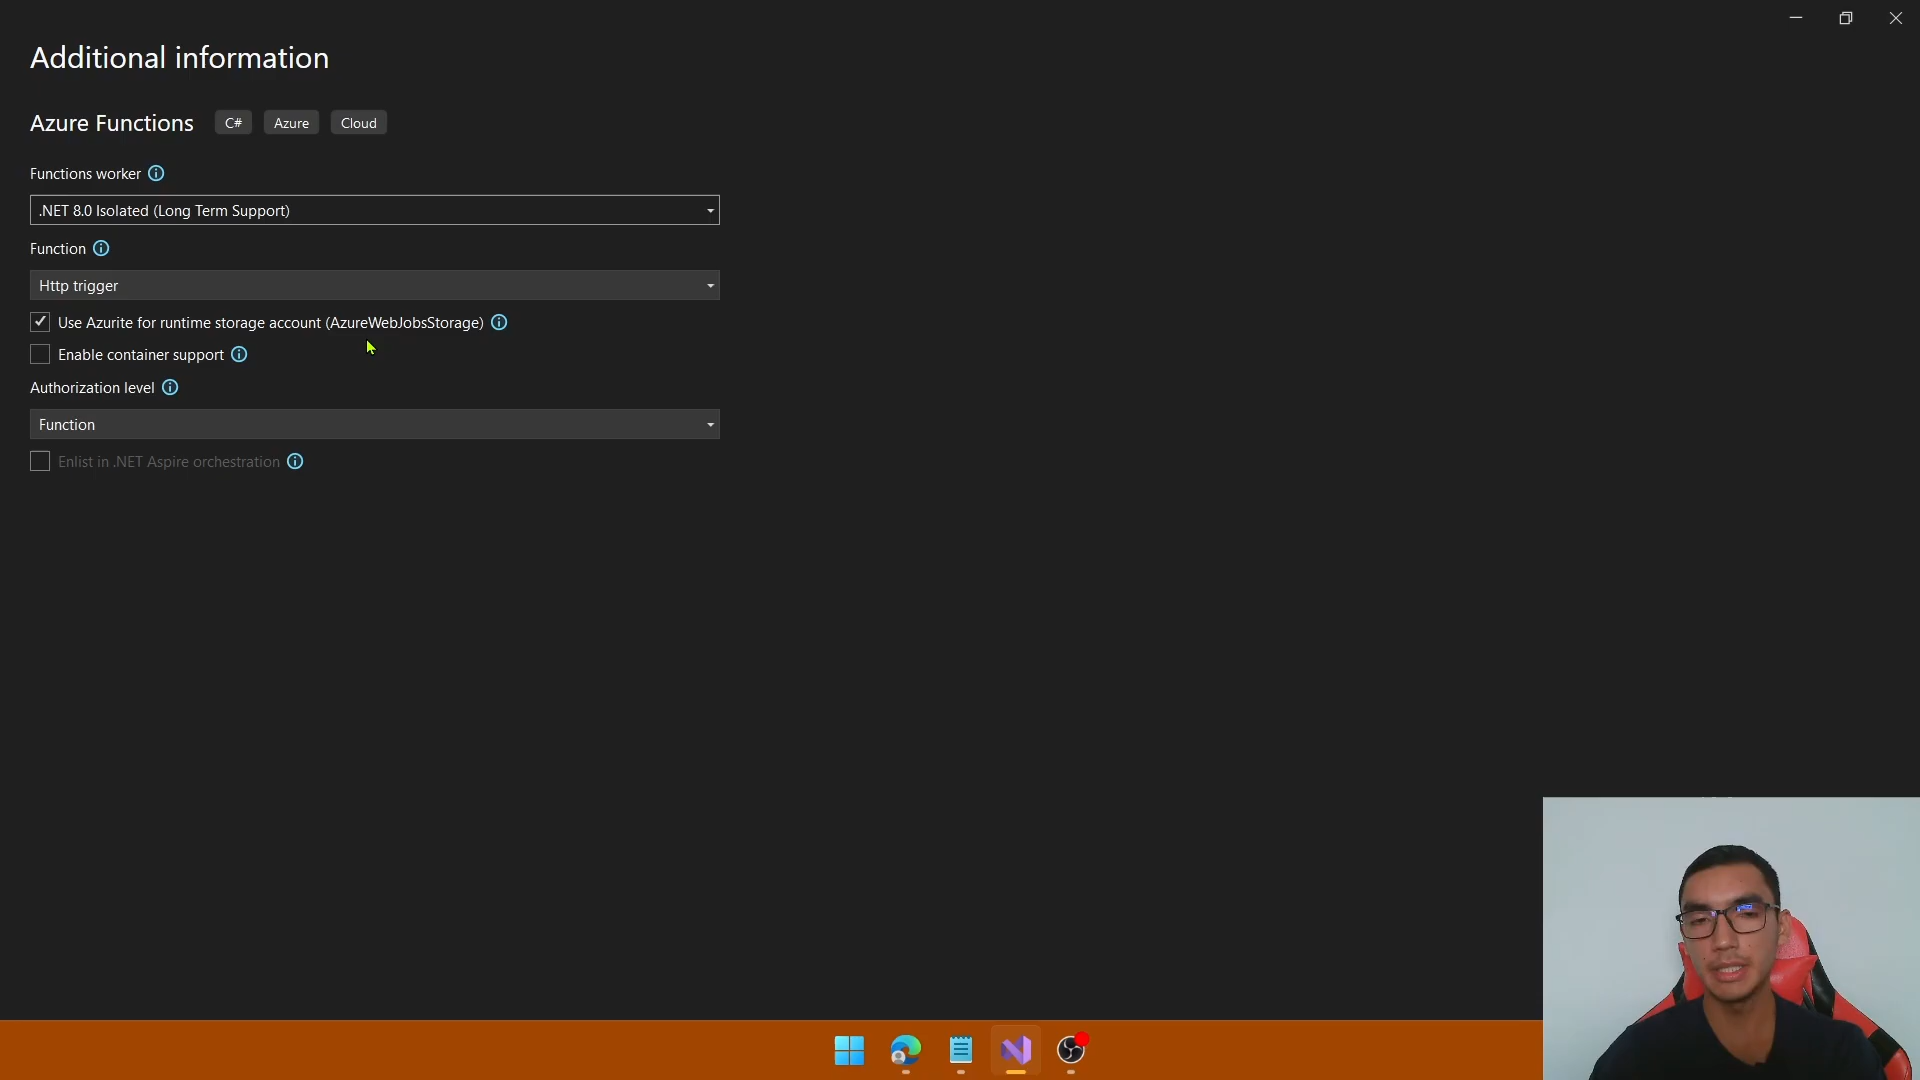 Additional information
Azure Functions C# Azure Cloud
Functions worker
.NET 8.0 Isolated (Long Term Support)
Function
Http trigger
Use Azurite for runtime storage account (AzureWebJobsStorage)
Enable container support
Authorization level
Function
Enlist in .NET Aspire orchestration